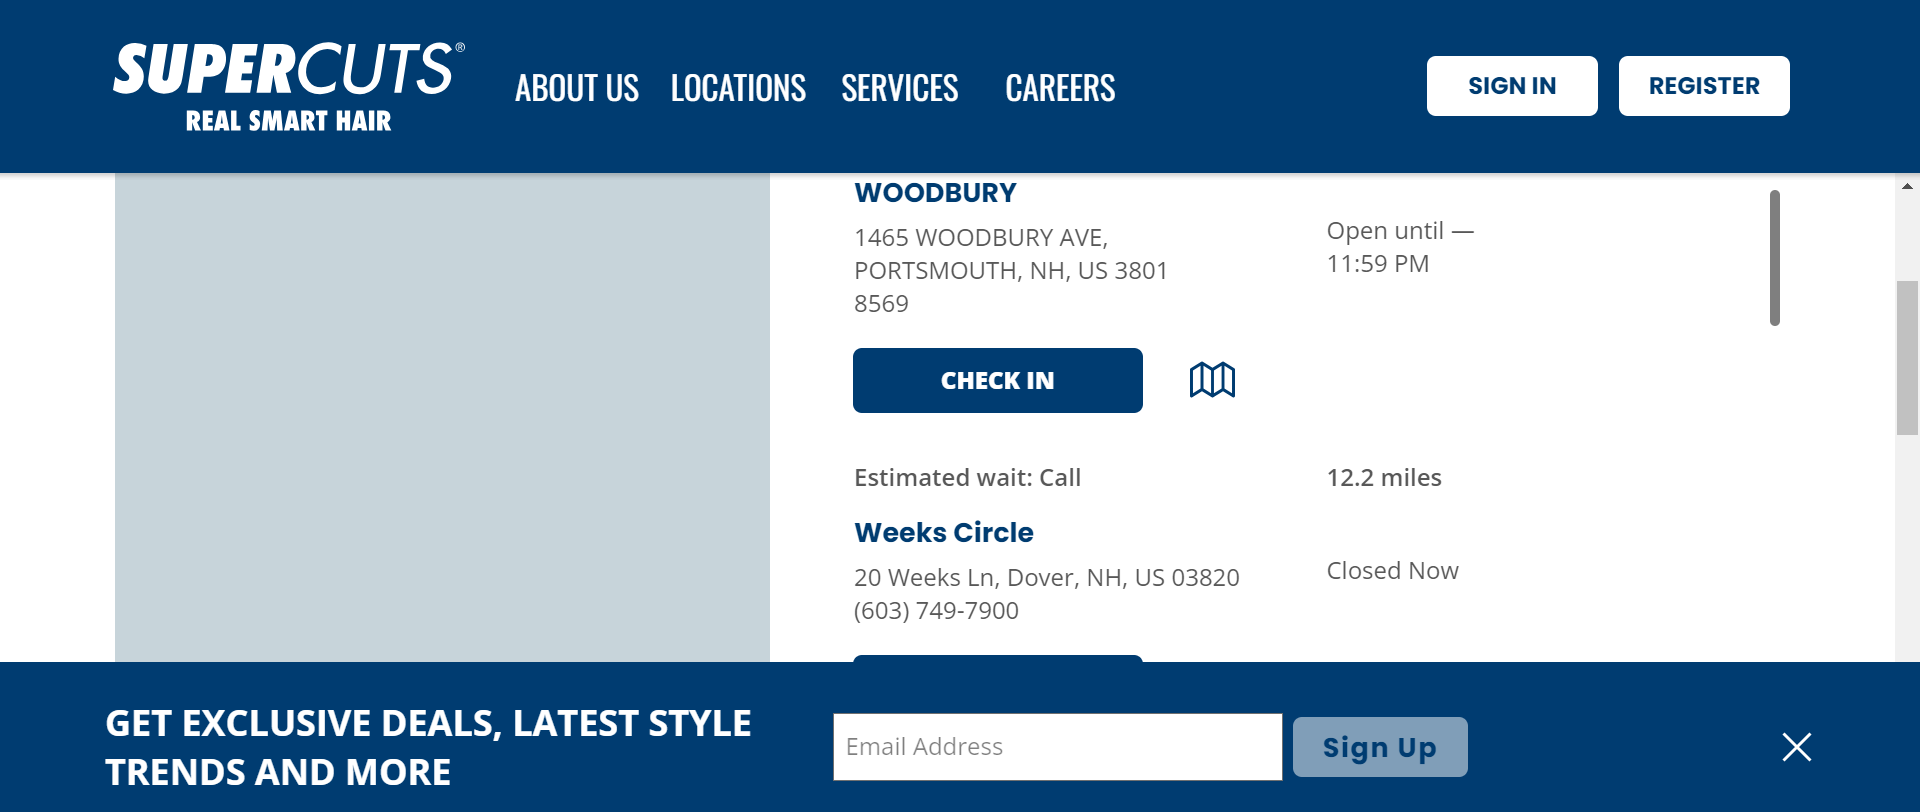 SUPERCUTS®
REAL SMART HAIR
ABOUT US
LOCATIONS
SERVICES
CAREERS
SIGN IN
REGISTER
WOODBURY
1465 WOODBURY AVE,
PORTSMOUTH, NH, US 3801
8569
Open until —
11:59 PM
CHECK IN
Estimated wait: Call
12.2 miles
Weeks Circle
20 Weeks Ln, Dover, NH, US 03820
(603) 749-7900
Closed Now
GET EXCLUSIVE DEALS, LATEST STYLE
TRENDS AND MORE
Email Address
Sign Up